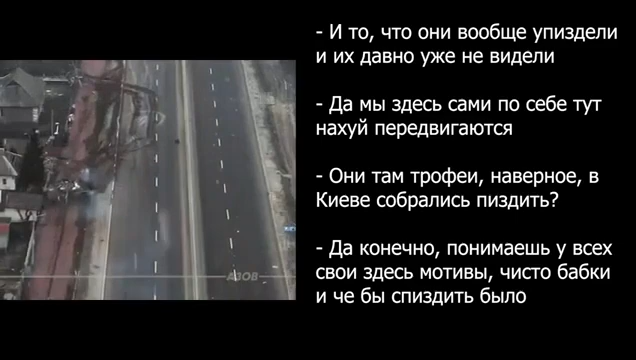 - И то, что они вообще упиздели
и их давно уже не видели
- Да мы здесь сами по себе тут
нахуй передвигаются
- Они там трофеи, наверное, в
Киеве собрались пиздить?
- Да конечно, понимаешь у всех
свои здесь мотивы, чисто бабки
и че бы спиздить было
АЗОВ